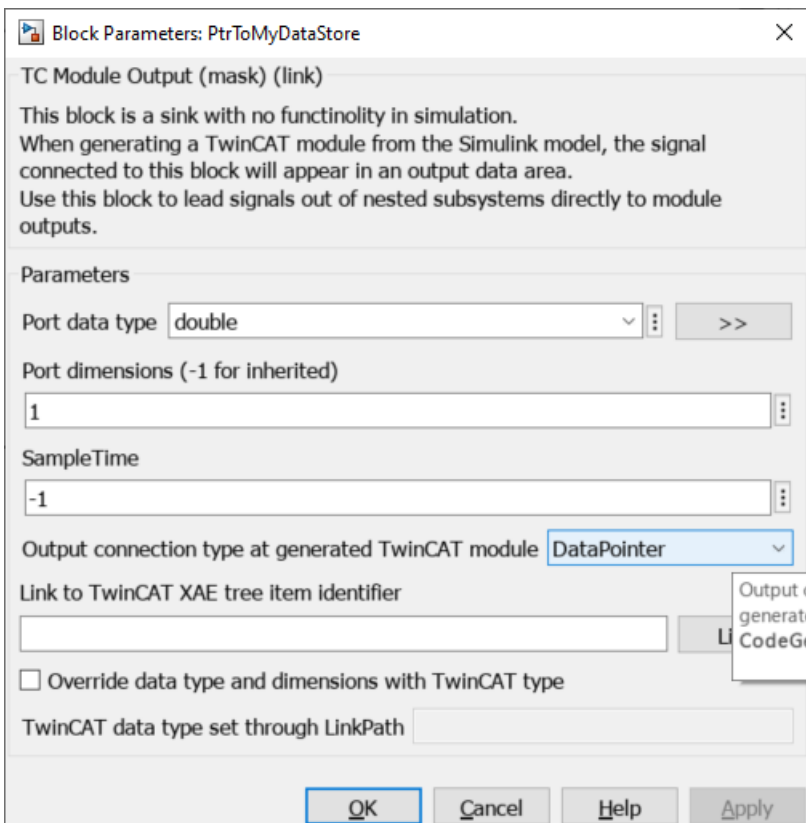 Block Parameters: PtrToMyDataStore
TC Module Output (mask) (link)
This block is a sink with no functinolity in simulation.
When generating a TwinCAT module from the Simulink model, the signal
connected to this block will appear in an output data area.
Use this block to lead signals out of nested subsystems directly to module
outputs.
Parameters
Port data type double >>
Port dimensions (-1 for inherited)
1
SampleTime
-1
Output connection type at generated TwinCAT module DataPointer
Link to TwinCAT XAE tree item identifier
Output
generat
CodeG
Override data type and dimensions with TwinCAT type
TwinCAT data type set through LinkPath
OK Cancel Help Apply